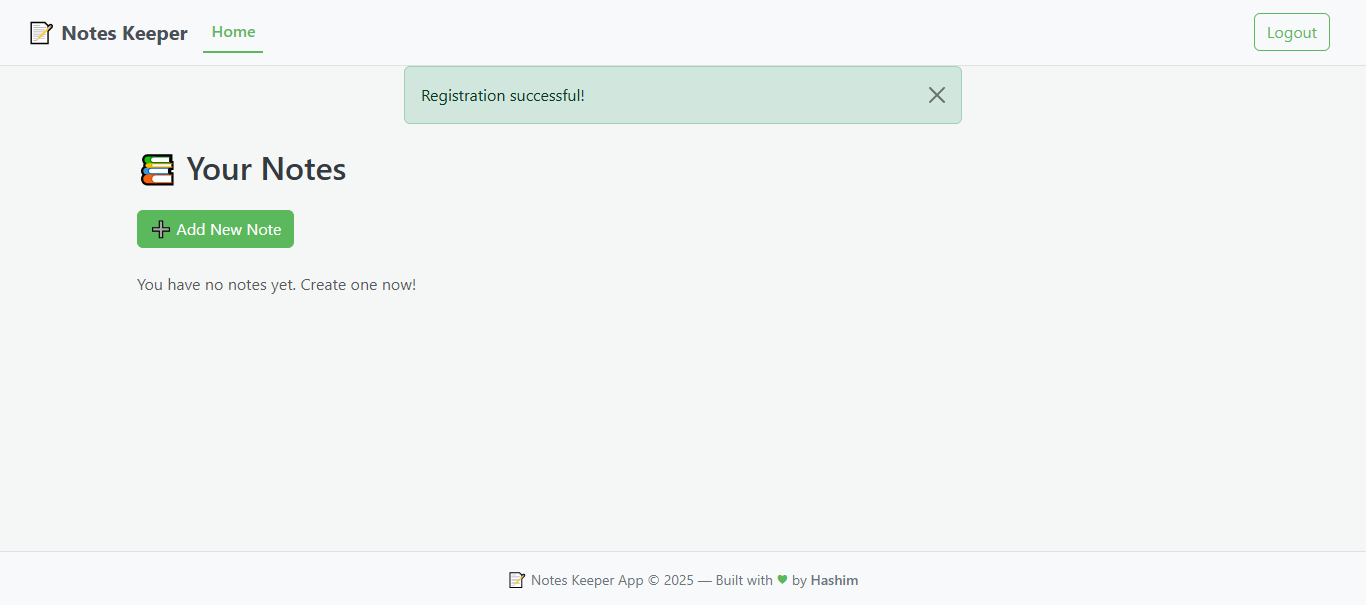 📝 Notes Keeper Home Logout
Registration successful!
📚 Your Notes
➕ Add New Note
You have no notes yet. Create one now!
📝 Notes Keeper App © 2025 — Built with 💚 by Hashim